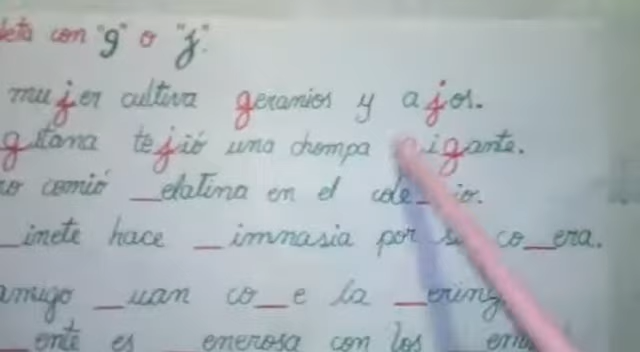 con "g" o "j".
mujer cultiva geranios y ajos.
gitana tejió una chompa gigante.
comió _elatina en el cole_io.
_inete hace _imnasia por su co_era.
amigo _uan co_e la _ering
_ente es _enerosa con los